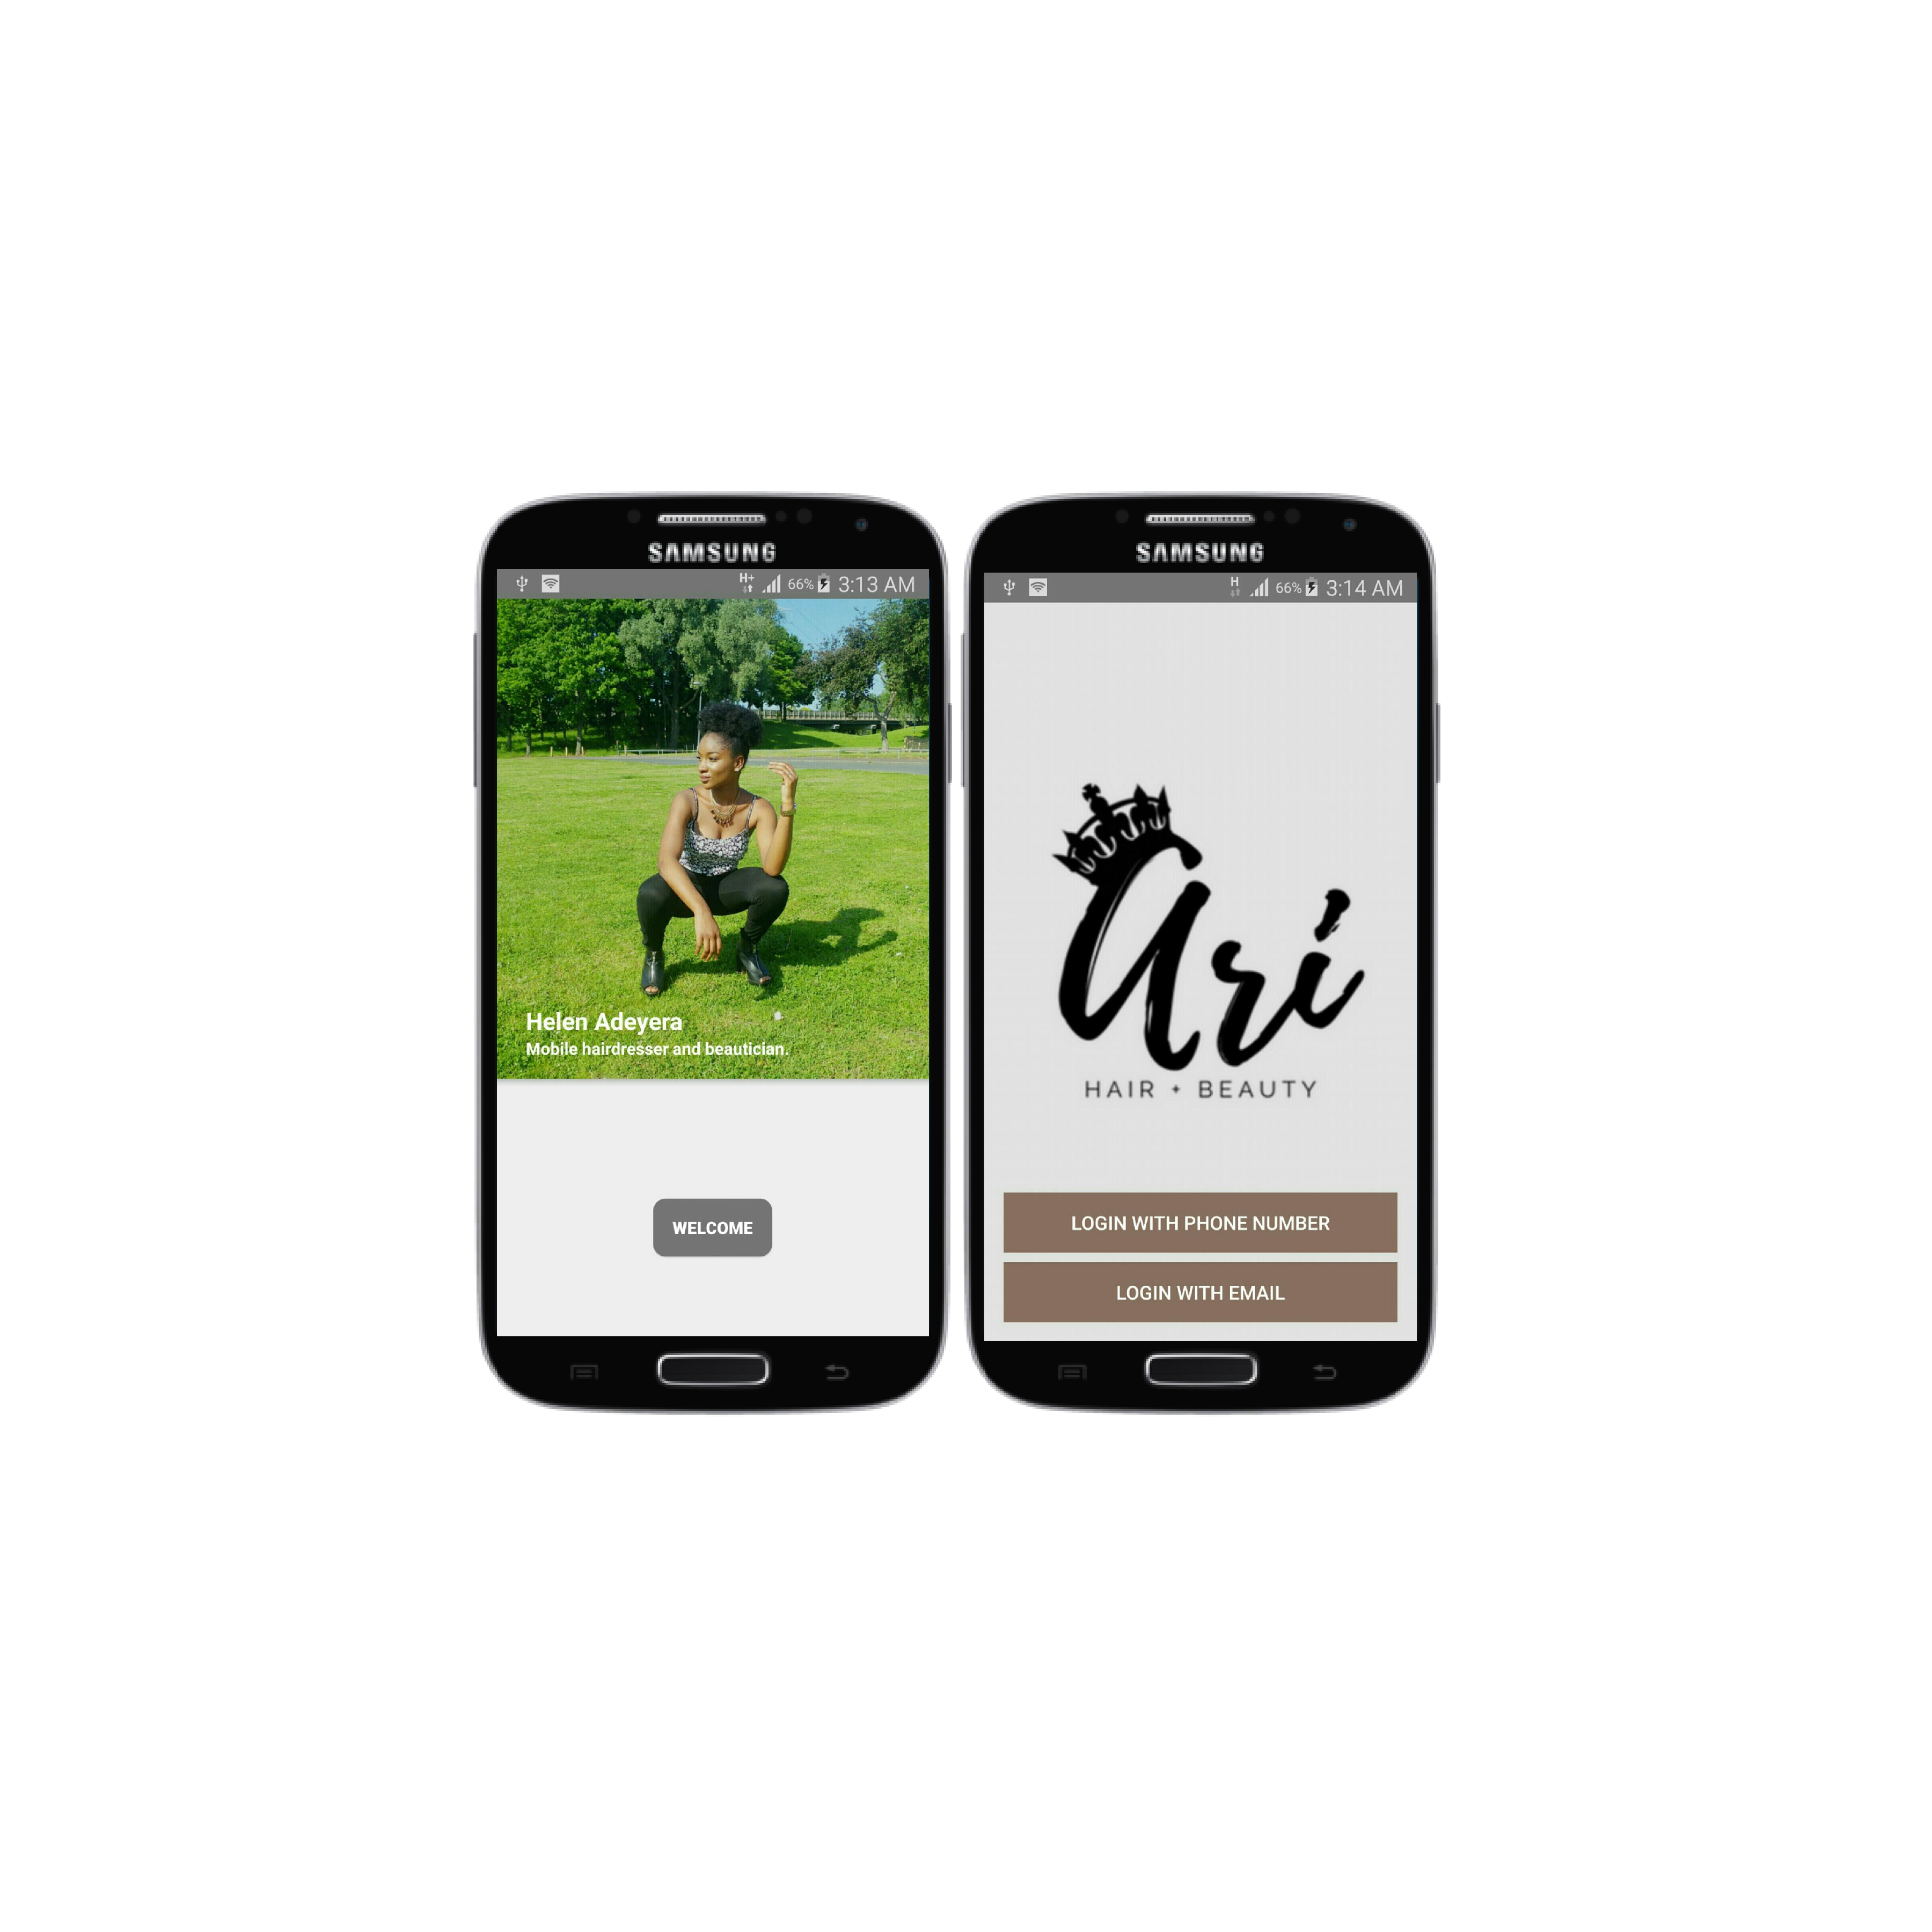 SAMSUNG
H+
66%
3:13 AM
Helen Adeyera
Mobile hairdresser and beautician.
WELCOME
SAMSUNG
H
66%
3:14 AM
Ari
HAIR + BEAUTY
LOGIN WITH PHONE NUMBER
LOGIN WITH EMAIL